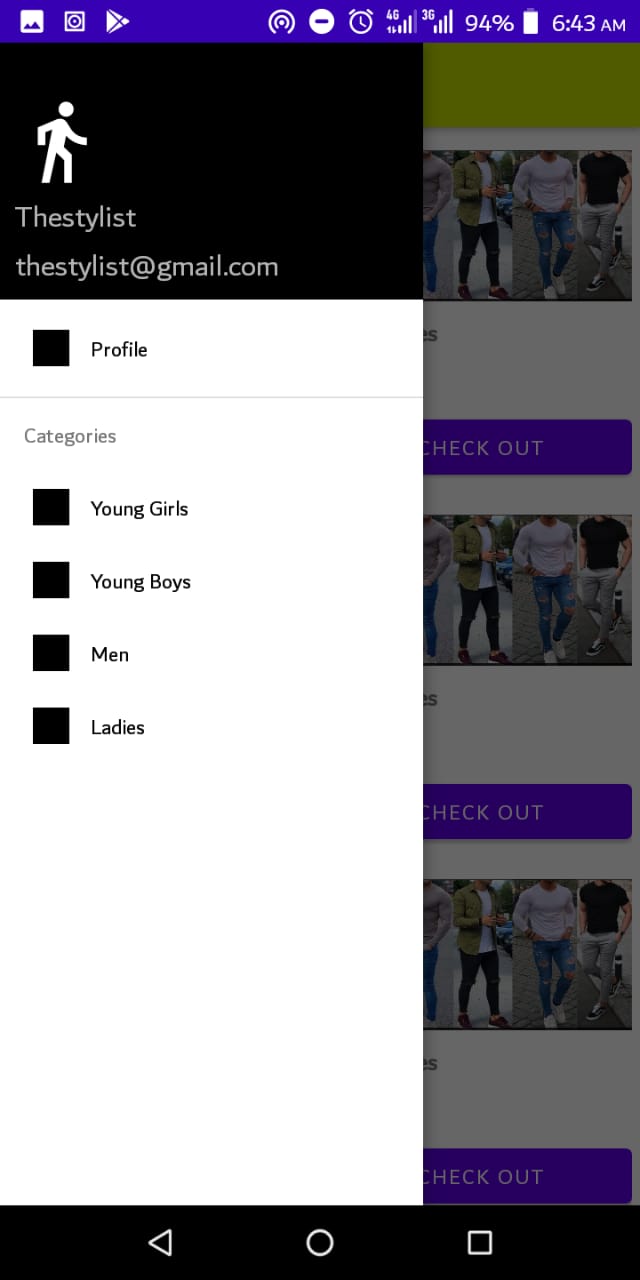 4G 3G 94% 6:43 AM
Thestylist
thestylist@gmail.com
Profile
Categories
Young Girls
Young Boys
Men
Ladies
es
CHECK OUT
es
CHECK OUT
es
CHECK OUT